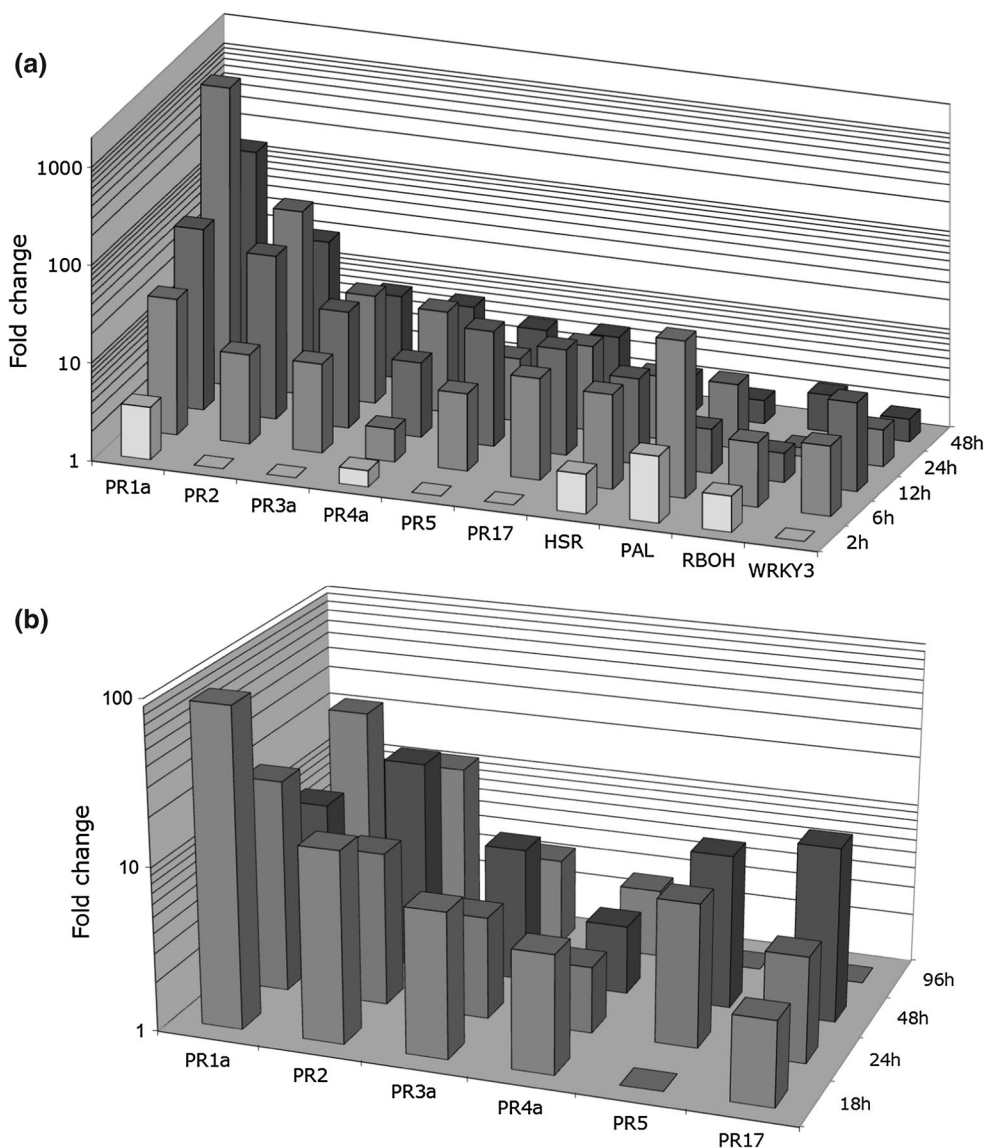 (a)
1000
100
10
1
Fold change
PR1a
PR2
PR3a
PR4a
PR5
PR17
HSR
PAL
RBOH
WRKY3
2h
6h
12h
24h
48h
(b)
100
10
1
Fold change
PR1a
PR2
PR3a
PR4a
PR5
PR17
18h
24h
48h
96h